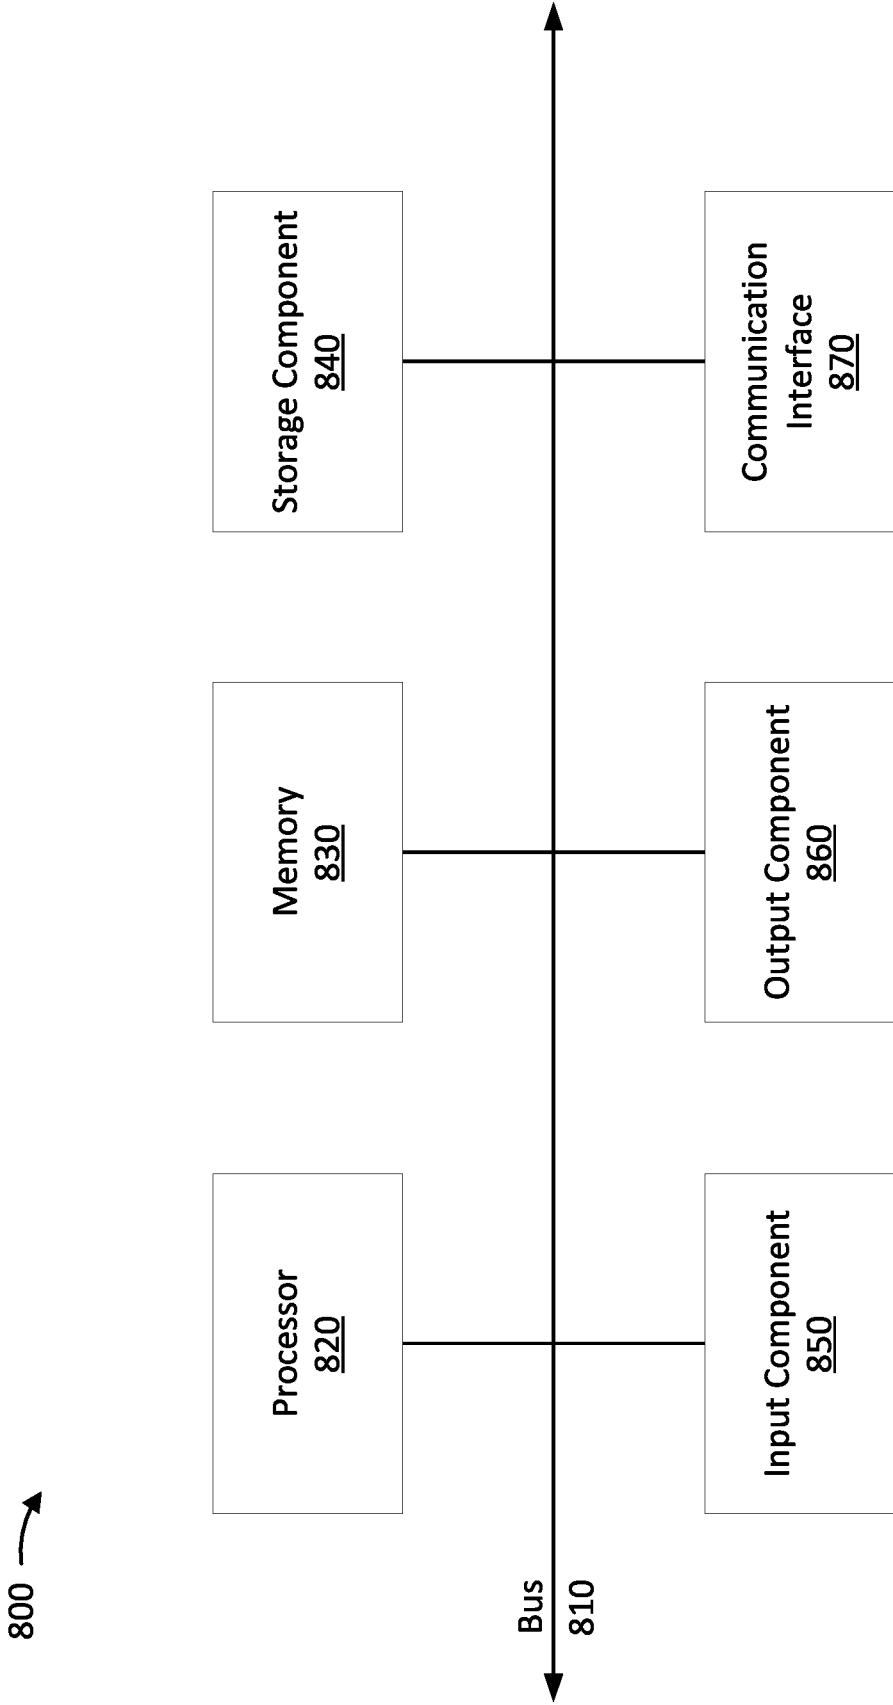 800
Processor
820
Memory
830
Storage Component
840
Bus
810
Input Component
850
Output Component
860
Communication
Interface
870